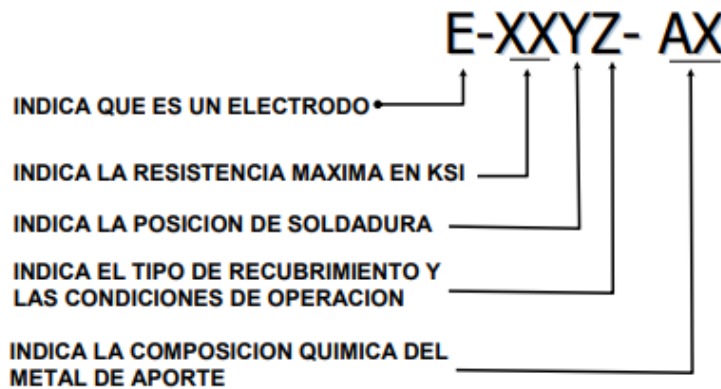 E-XXYZ- AX
INDICA QUE ES UN ELECTRODO
INDICA LA RESISTENCIA MAXIMA EN KSI
INDICA LA POSICION DE SOLDADURA
INDICA EL TIPO DE RECUBRIMIENTO Y
LAS CONDICIONES DE OPERACION
INDICA LA COMPOSICION QUIMICA DEL
METAL DE APORTE